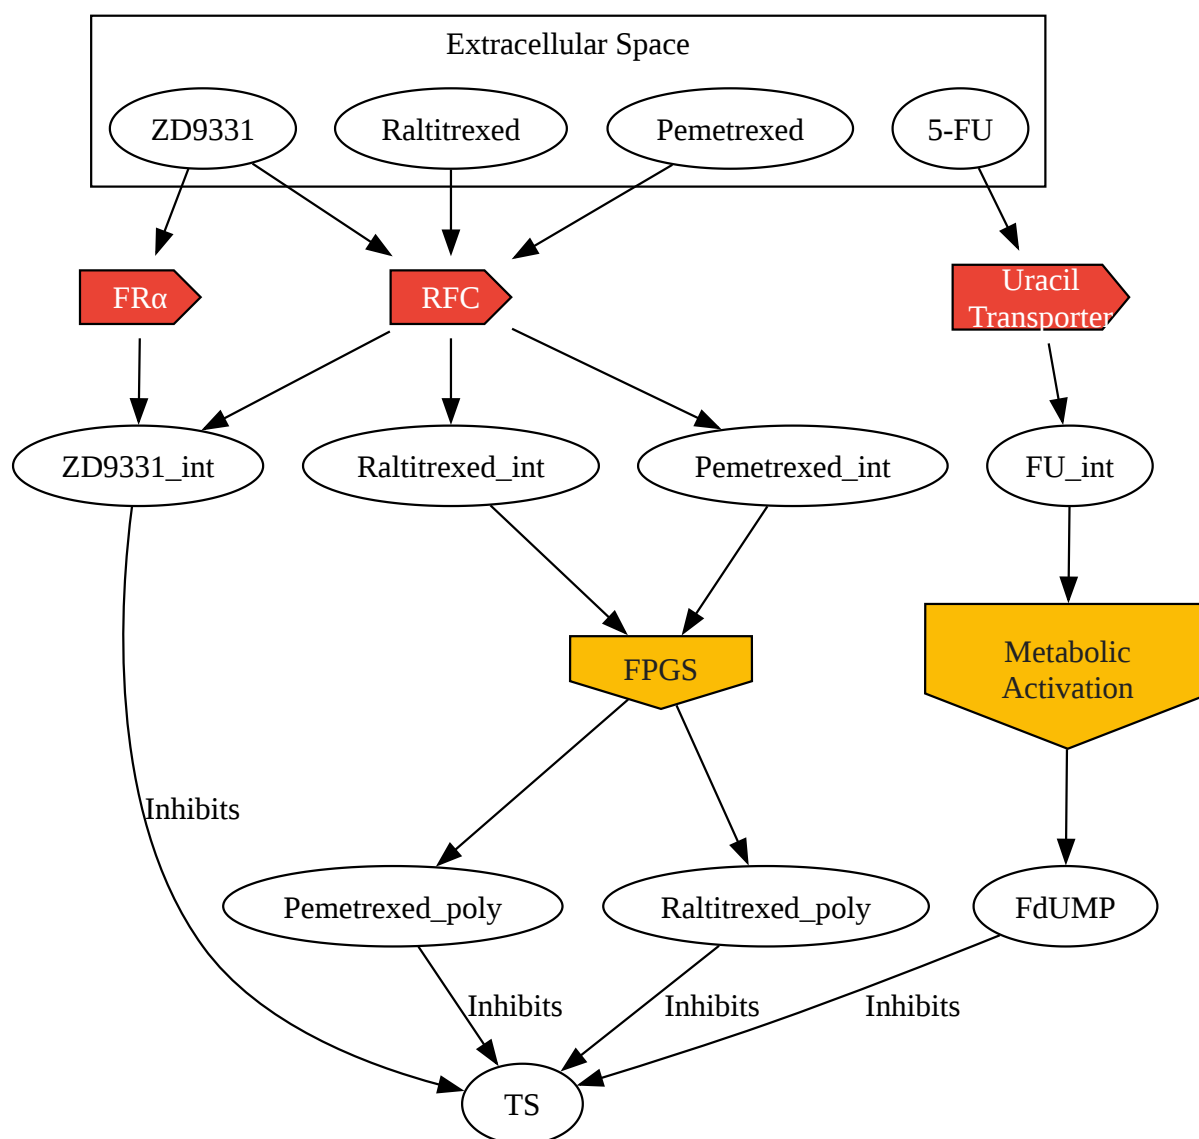 Extracellular Space
ZD9331
Raltitrexed
Pemetrexed
5-FU
FRα
RFC
Uracil
Transporter
ZD9331_int
Raltitrexed_int
Pemetrexed_int
FU_int
FPGS
Metabolic
Activation
Inhibits
Pemetrexed_poly
Raltitrexed_poly
FdUMP
Inhibits
Inhibits
Inhibits
TS